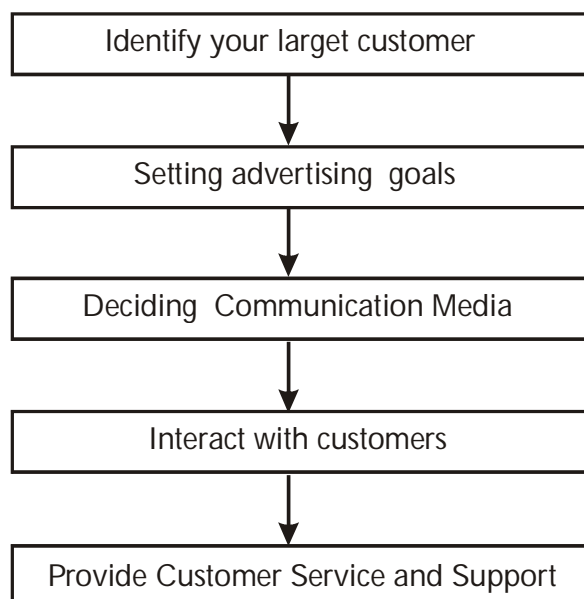 Identify your larget customer
Setting advertising goals
Deciding Communication Media
Interact with customers
Provide Customer Service and Support